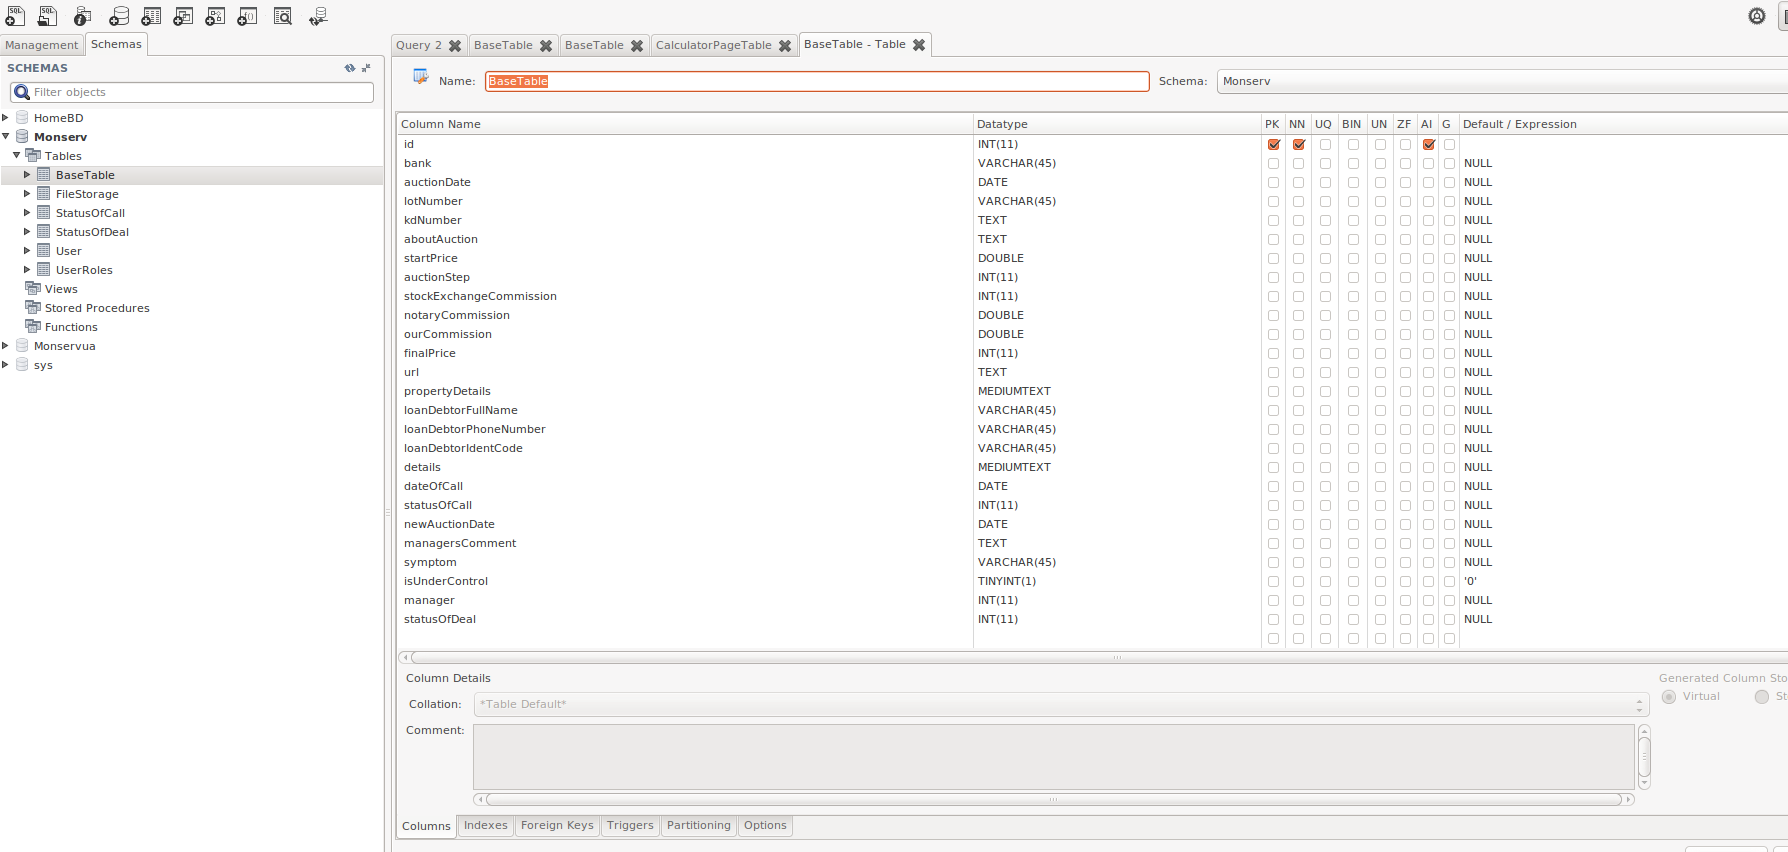 Management
Schemas
SCHEMAS
Filter objects
HomeBD
Monserv
Tables
BaseTable
FileStorage
StatusOfCall
StatusOfDeal
User
UserRoles
Views
Stored Procedures
Functions
Monservua
sys
Query 2 BaseTable BaseTable CalculatorPageTable BaseTable - Table
Name: BaseTable Schema: Monserv
Column Name Datatype PK NN UQ BIN UN ZF AI G Default / Expression
id INT(11)
bank VARCHAR(45) NULL
auctionDate DATE NULL
lotNumber VARCHAR(45) NULL
kdNumber TEXT NULL
aboutAuction TEXT NULL
startPrice DOUBLE NULL
auctionStep INT(11) NULL
stockExchangeCommission INT(11) NULL
notaryCommission DOUBLE NULL
ourCommission DOUBLE NULL
finalPrice INT(11) NULL
url TEXT NULL
propertyDetails MEDIUMTEXT NULL
loanDebtorFullName VARCHAR(45) NULL
loanDebtorPhoneNumber VARCHAR(45) NULL
loanDebtorIdentCode VARCHAR(45) NULL
details MEDIUMTEXT NULL
dateOfCall DATE NULL
statusOfCall INT(11) NULL
newAuctionDate DATE NULL
managersComment TEXT NULL
symptom VARCHAR(45) NULL
isUnderControl TINYINT(1) '0'
manager INT(11) NULL
statusOfDeal INT(11) NULL
Column Details Generated Column Sto
Collation: *Table Default* Virtual St
Comment:
Columns Indexes Foreign Keys Triggers Partitioning Options